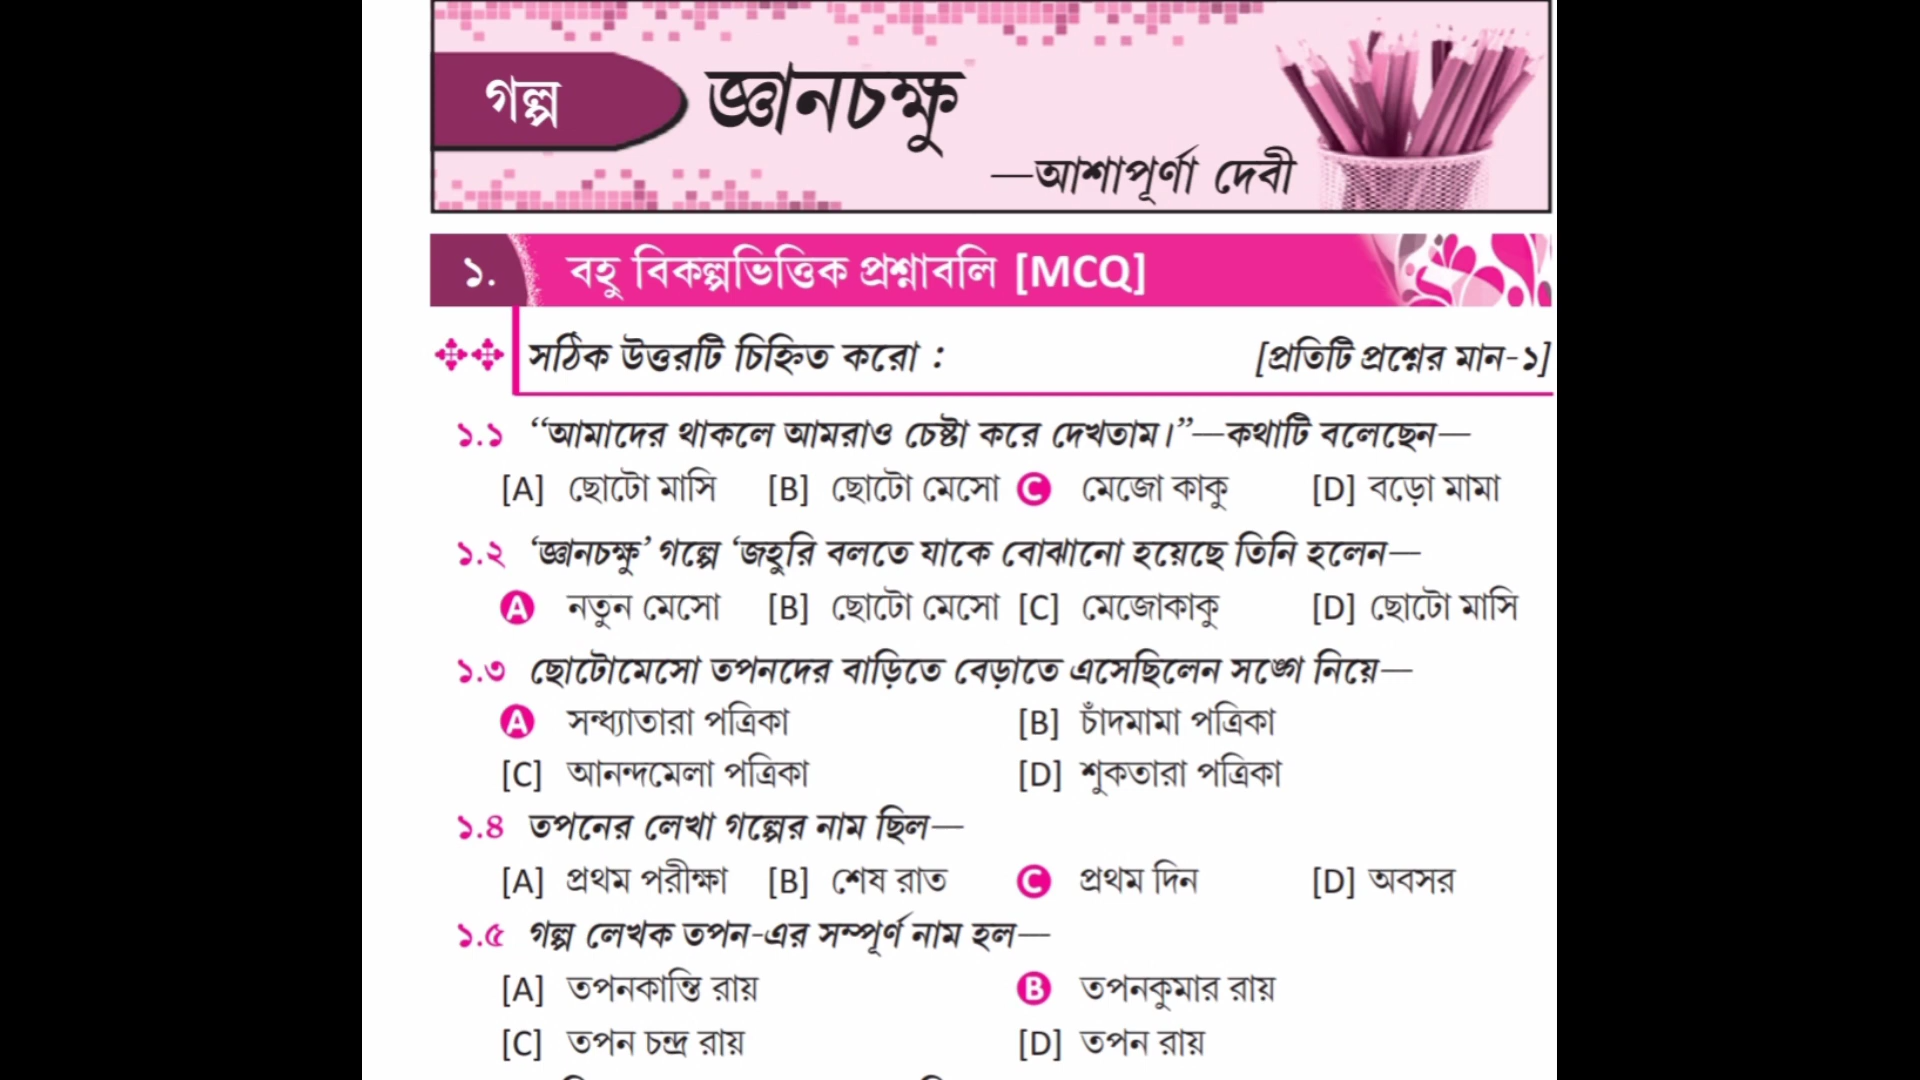 গল্প
জ্ঞানচক্ষু
—আশাপূর্ণা দেবী
১. বহু বিকল্পভিত্তিক প্রশ্নাবলি [MCQ]
সঠিক উত্তরটি চিহ্নিত করো : [প্রতিটি প্রশ্নের মান-১]
১.১ “আমাদের থাকলে আমরাও চেষ্টা করে দেখতাম।”—কথাটি বলেছেন—
[A] ছোটো মাসি [B] ছোটো মেসো C মেজো কাকু [D] বড়ো মামা
১.২ ‘জ্ঞানচক্ষু’ গল্পে ‘জহুরি বলতে যাকে বোঝানো হয়েছে তিনি হলেন—
A নতুন মেসো [B] ছোটো মেসো [C] মেজোকাকু [D] ছোটো মাসি
১.৩ ছোটোমেসো তপনদের বাড়িতে বেড়াতে এসেছিলেন সঙ্গে নিয়ে—
A সন্ধ্যাতারা পত্রিকা [B] চাঁদমামা পত্রিকা
[C] আনন্দমেলা পত্রিকা [D] শুকতারা পত্রিকা
১.৪ তপনের লেখা গল্পের নাম ছিল—
[A] প্রথম পরীক্ষা [B] শেষ রাত C প্রথম দিন [D] অবসর
১.৫ গল্প লেখক তপন-এর সম্পূর্ণ নাম হল—
[A] তপনকান্তি রায় B তপনকুমার রায়
[C] তপন চন্দ্র রায় [D] তপন রায়